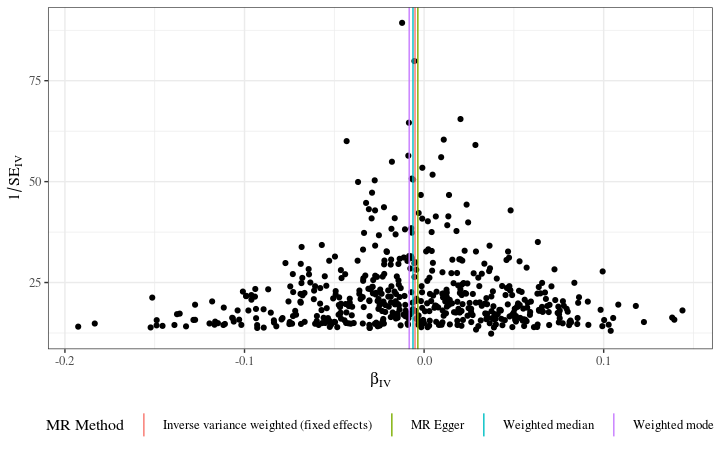 1/SE_IV
75
50
25
-0.2
-0.1
0.0
0.1
β_IV
MR Method
Inverse variance weighted (fixed effects)
MR Egger
Weighted median
Weighted mode